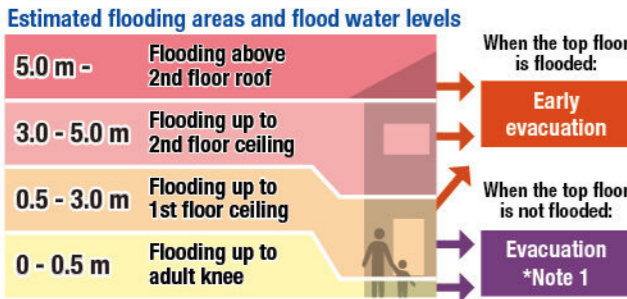 Estimated flooding areas and flood water levels
5.0 m -
Flooding above
2nd floor roof
3.0 - 5.0 m
Flooding up to
2nd floor ceiling
0.5 - 3.0 m
Flooding up to
1st floor ceiling
0 - 0.5 m
Flooding up to
adult knee
When the top floor
is flooded:
Early
evacuation
When the top floor
is not flooded:
Evacuation
*Note 1